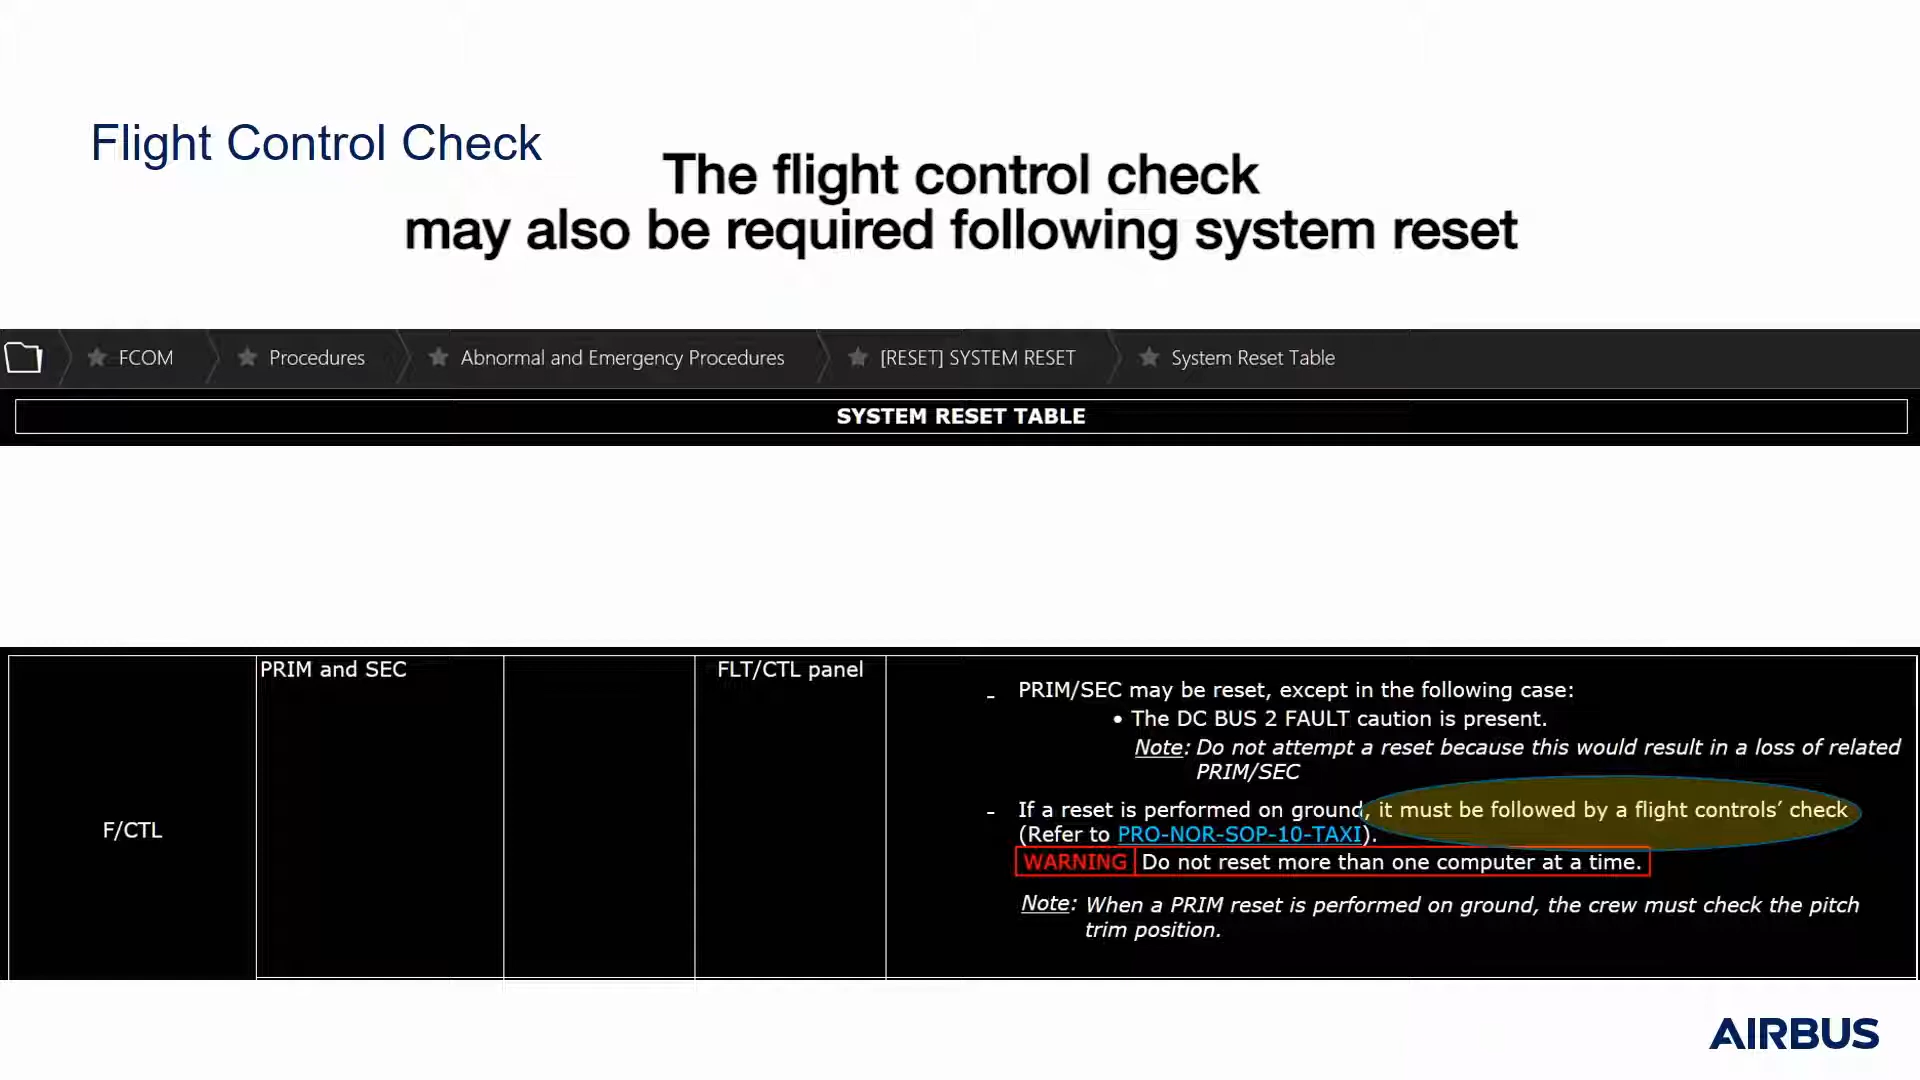 Flight Control Check
The flight control check
may also be required following system reset
FCOM
Procedures
Abnormal and Emergency Procedures
[RESET] SYSTEM RESET
System Reset Table
SYSTEM RESET TABLE
F/CTL
PRIM and SEC
FLT/CTL panel
- PRIM/SEC may be reset, except in the following case:
• The DC BUS 2 FAULT caution is present.
Note: Do not attempt a reset because this would result in a loss of related
PRIM/SEC
- If a reset is performed on ground, it must be followed by a flight controls’ check
(Refer to PRO-NOR-SOP-10-TAXI).
WARNING Do not reset more than one computer at a time.
Note: When a PRIM reset is performed on ground, the crew must check the pitch
trim position.
AIRBUS